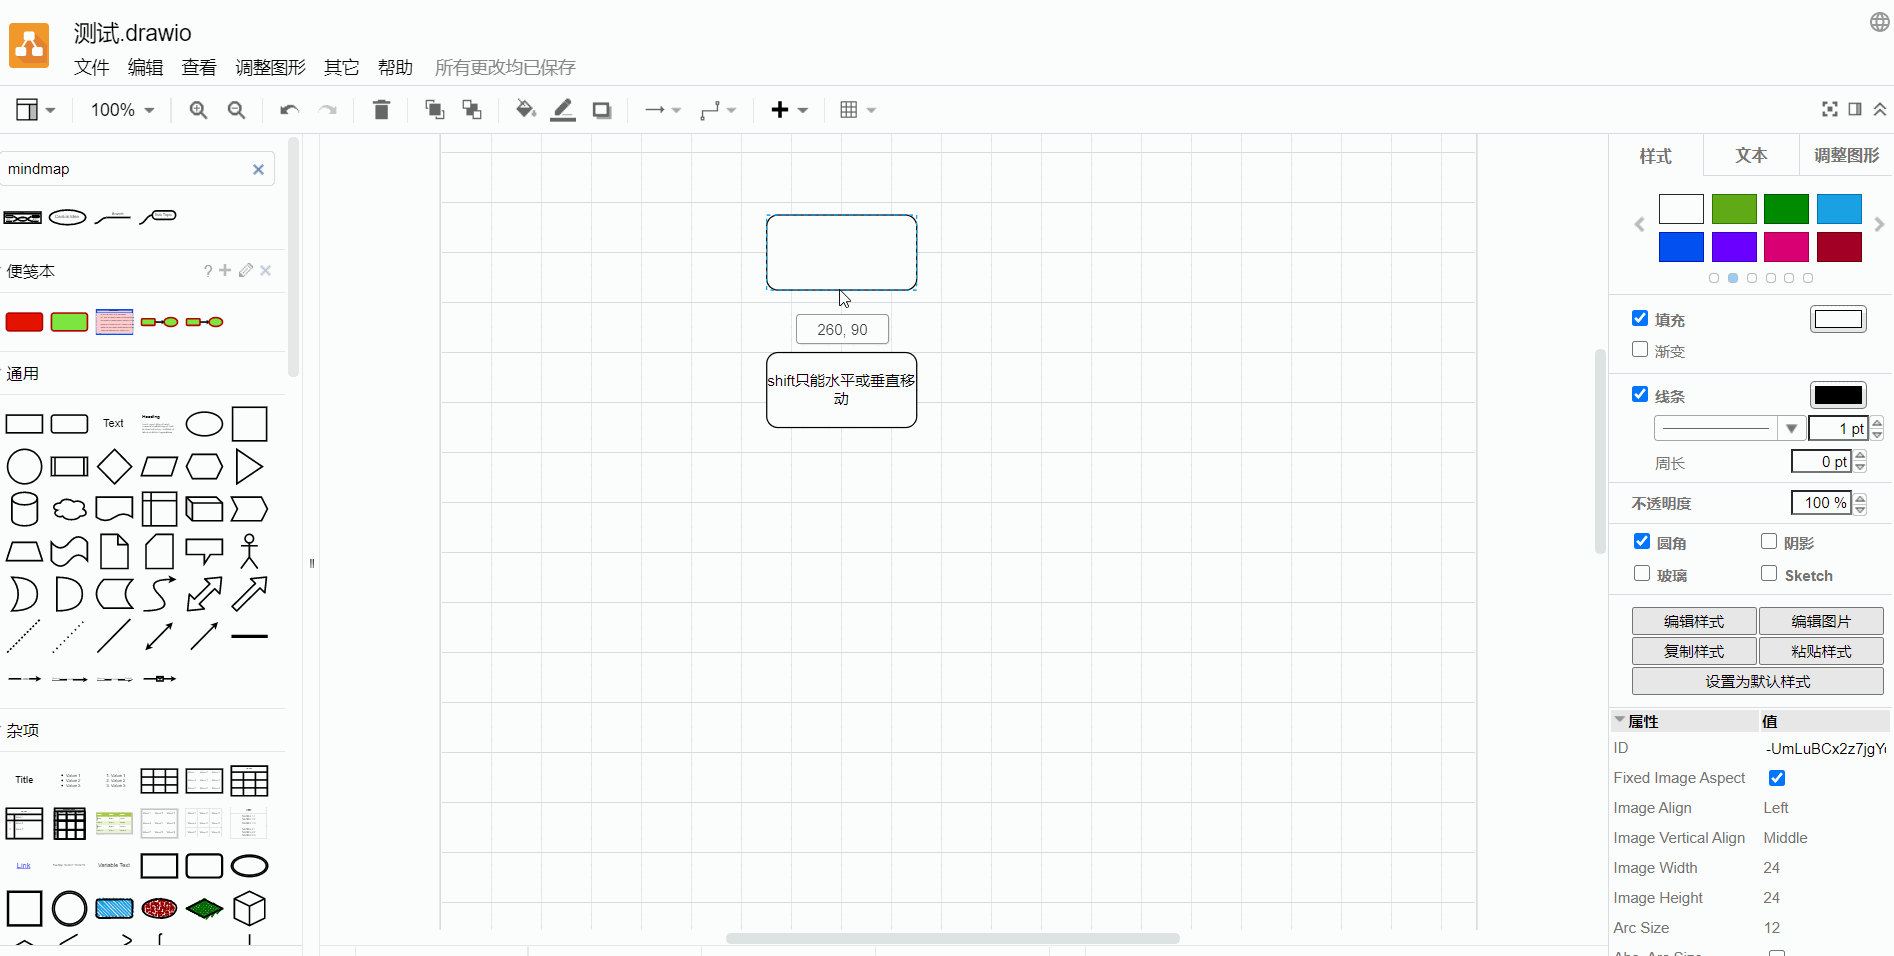 测试.drawio
文件 编辑 查看 调整图形 其它 帮助 所有更改均已保存
100%
mindmap
便笺本
?
通用
Text
Heading
杂项
Title
Link
Variable Text
260, 90
shift只能水平或垂直移
动
样式 文本 调整图形
填充
渐变
线条
1 pt
周长 0 pt
不透明度 100 %
圆角 阴影
玻璃 Sketch
编辑样式 编辑图片
复制样式 粘贴样式
设置为默认样式
属性 值
ID -UmLuBCx2z7jgY
Fixed Image Aspect
Image Align Left
Image Vertical Align Middle
Image Width 24
Image Height 24
Arc Size 12